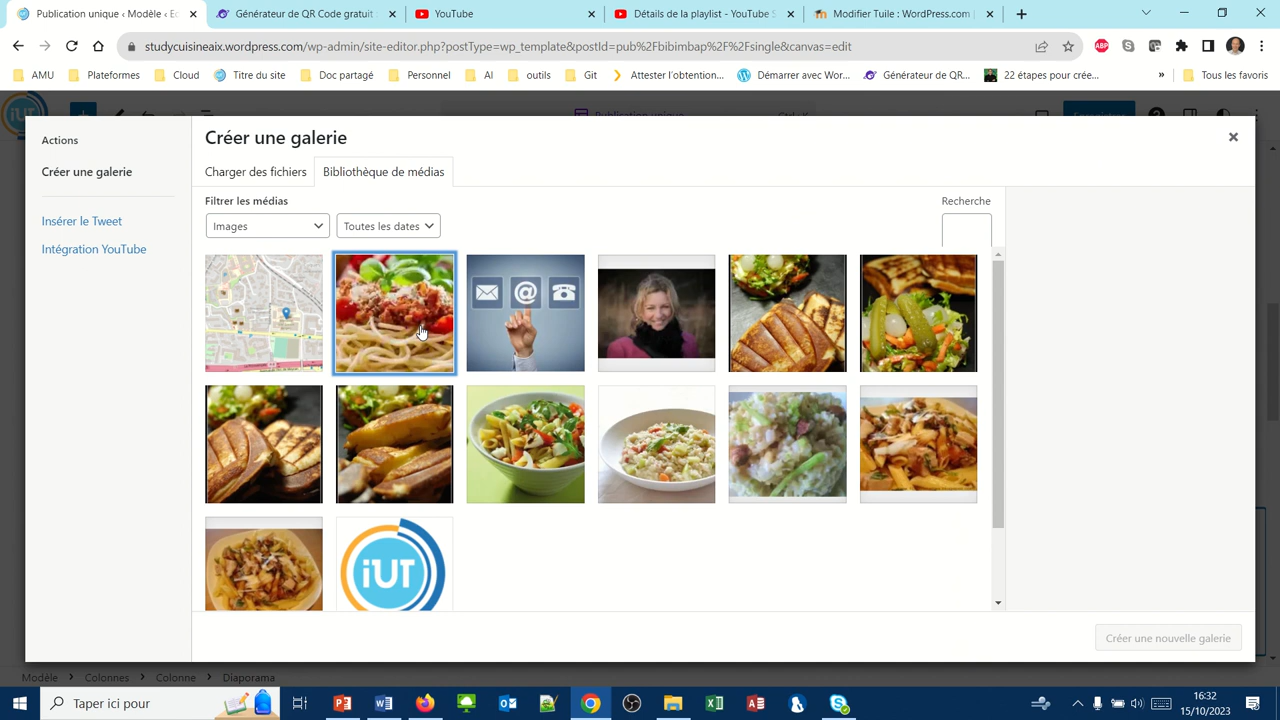 Publication unique ‹ Modèle ‹ Éc
Générateur de QR Code gratuit
YouTube
Détails de la playlist - YouTube S
Modifier Tuile : WordPress.com |
studycuisineaix.wordpress.com/wp-admin/site-editor.php?postType=wp_template&postId=pub%2Fbibimbap%2F%2Fsingle&canvas=edit
AMU
Plateformes
Cloud
Titre du site
Doc partagé
Personnel
AI
outils
Git
Attester l'obtention...
Démarrer avec Wor...
Générateur de QR...
22 étapes pour crée...
»
Tous les favoris
Actions
Créer une galerie
Insérer le Tweet
Intégration YouTube
Créer une galerie
Charger des fichiers
Bibliothèque de médias
Filtrer les médias
Images
Toutes les dates
Recherche
iUT
Créer une nouvelle galerie
Modèle > Colonnes > Colonne > Diaporama
Taper ici pour
16:32
15/10/2023